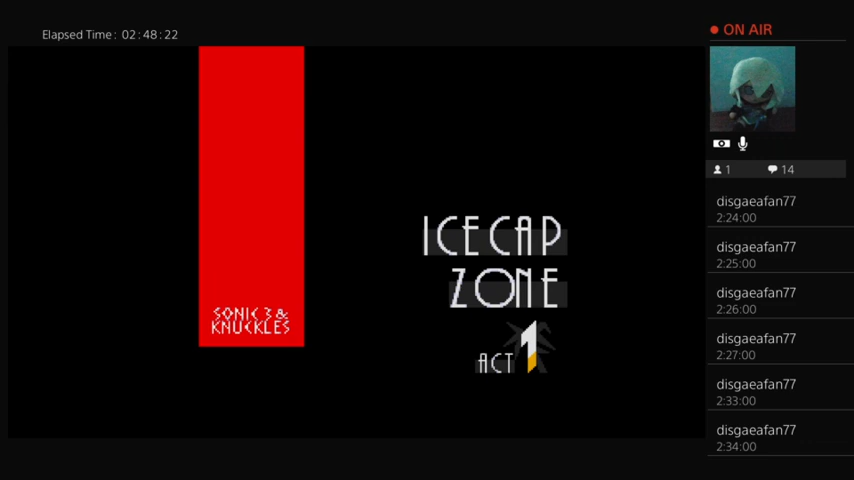 Elapsed Time: 02:48:22
ON AIR
1 14
SONIC 3 &
KNUCKLES
ICECAP
ZONE
ACT 1
disgaeafan77
2:24:00
disgaeafan77
2:25:00
disgaeafan77
2:26:00
disgaeafan77
2:27:00
disgaeafan77
2:33:00
disgaeafan77
2:34:00